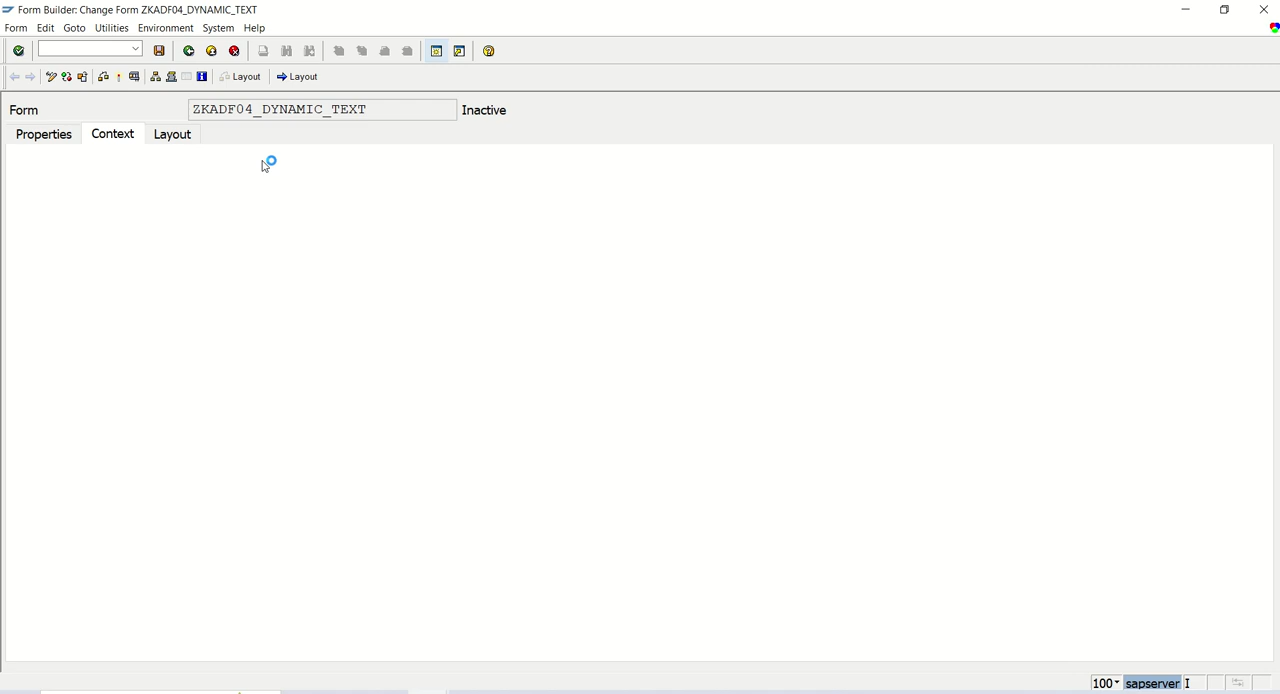 Form Builder: Change Form ZKADF04_DYNAMIC_TEXT
Form Edit Goto Utilities Environment System Help
Layout Layout
Form ZKADF04_DYNAMIC_TEXT Inactive
Properties Context Layout
100 sapserver